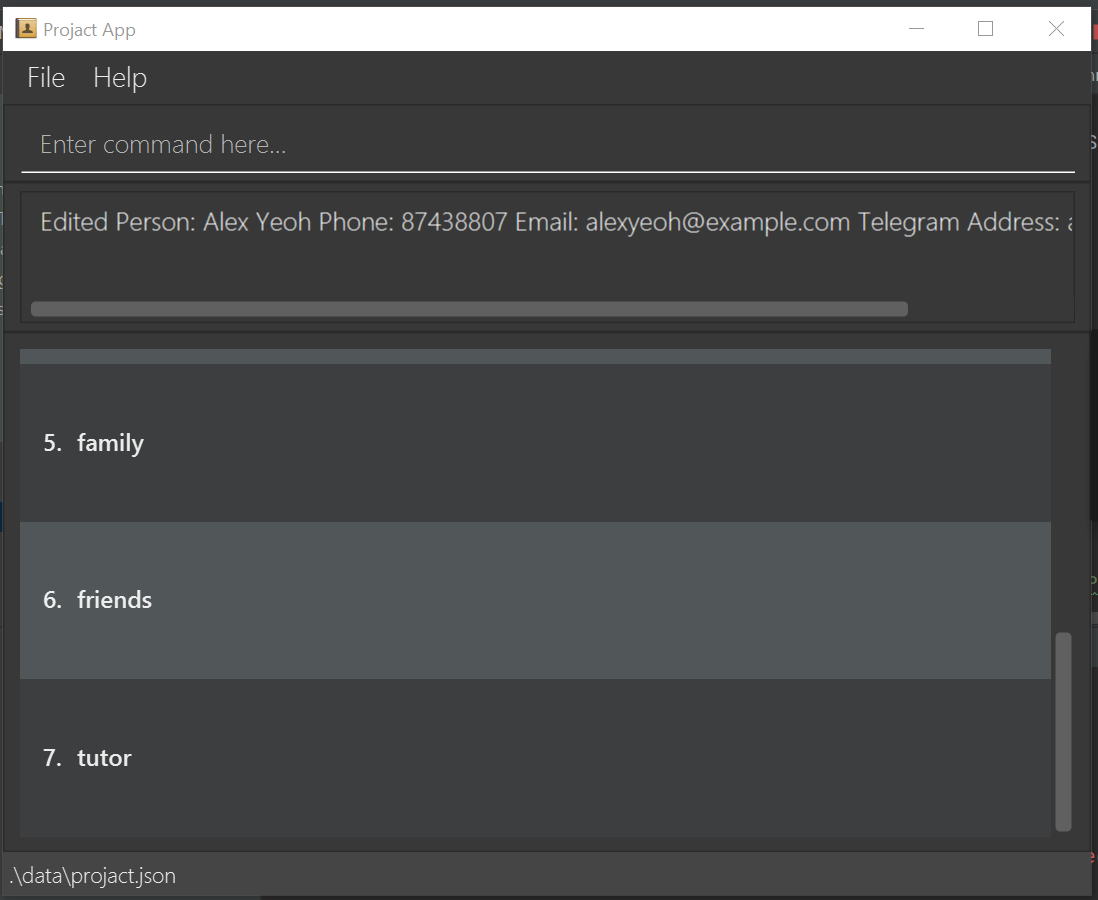 Projact App
File Help
Enter command here...
Edited Person: Alex Yeoh Phone: 87438807 Email: alexyeoh@example.com Telegram Address:
5. family
6. friends
7. tutor
.\data\projact.json